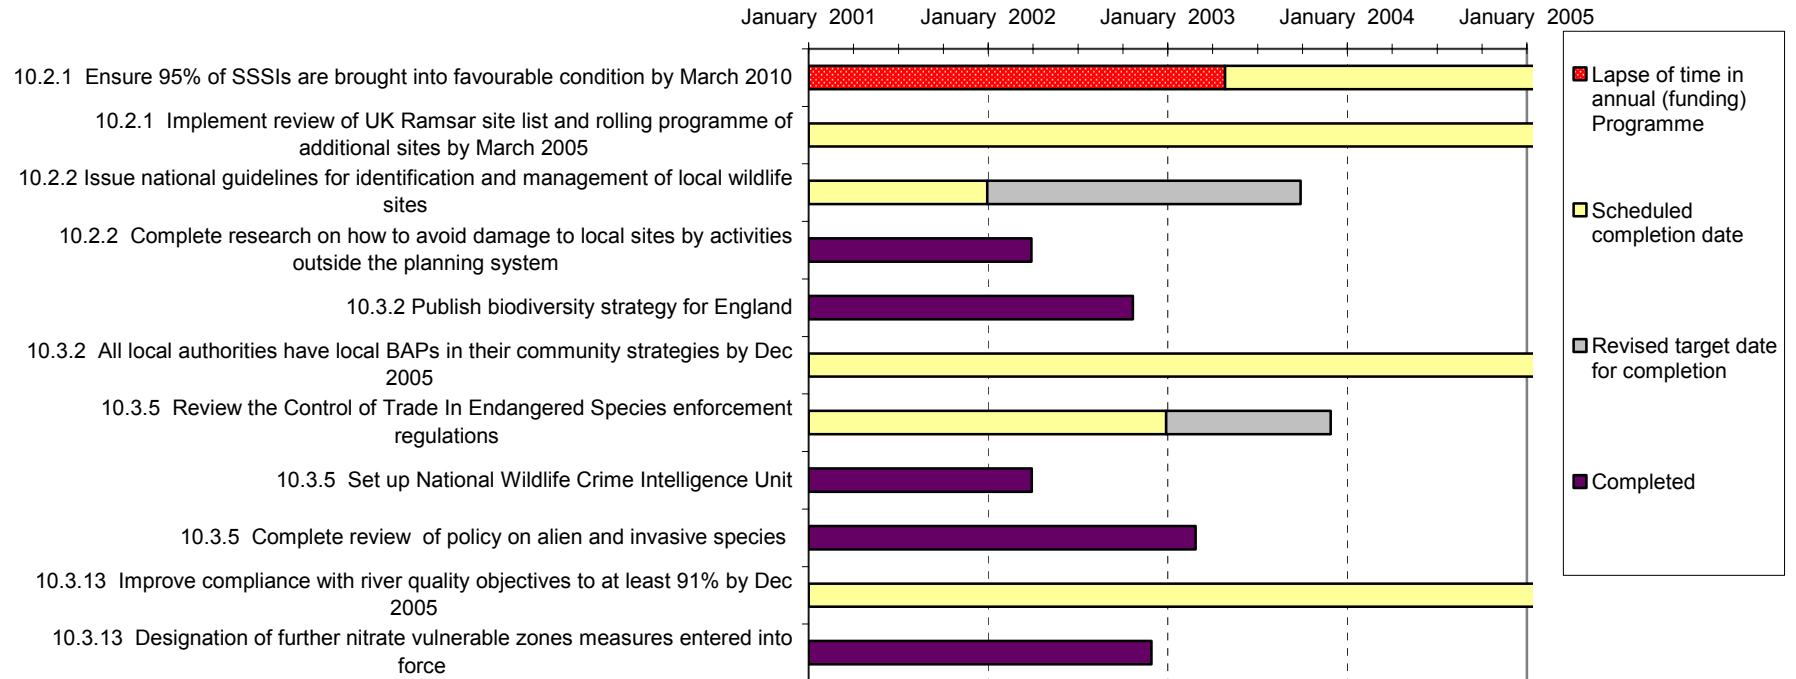 January 2001 January 2002 January 2003 January 2004 January 2005
10.2.1 Ensure 95% of SSSIs are brought into favourable condition by March 2010
10.2.1 Implement review of UK Ramsar site list and rolling programme of
additional sites by March 2005
10.2.2 Issue national guidelines for identification and management of local wildlife
sites
10.2.2 Complete research on how to avoid damage to local sites by activities
outside the planning system
10.3.2 Publish biodiversity strategy for England
10.3.2 All local authorities have local BAPs in their community strategies by Dec
2005
10.3.5 Review the Control of Trade In Endangered Species enforcement
regulations
10.3.5 Set up National Wildlife Crime Intelligence Unit
10.3.5 Complete review of policy on alien and invasive species
10.3.13 Improve compliance with river quality objectives to at least 91% by Dec
2005
10.3.13 Designation of further nitrate vulnerable zones measures entered into
force
Lapse of time in
annual (funding)
Programme
Scheduled
completion date
Revised target date
for completion
Completed